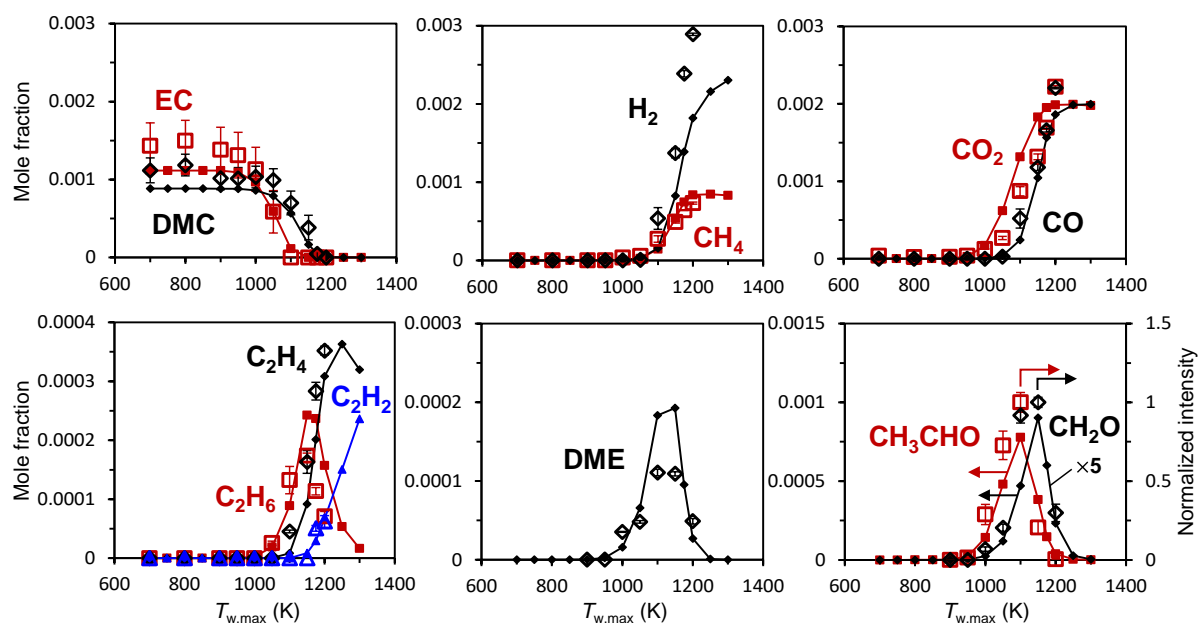 Mole fraction
0.003
0.002
0.001
0
EC
DMC
600 800 1000 1200 1400
0.003
0.002
0.001
0
H2
CH4
600 800 1000 1200 1400
0.003
0.002
0.001
0
CO2
CO
600 800 1000 1200 1400
Mole fraction
0.0004
0.0003
0.0002
0.0001
0
C2H4
C2H2
C2H6
600 800 1000 1200 1400
Tw,max (K)
0.0003
0.0002
0.0001
0
DME
600 800 1000 1200 1400
Tw,max (K)
0.0015
0.001
0.0005
0
CH3CHO
CH2O
×5
1.5
1
0.5
0
Normalized intensity
600 800 1000 1200 1400
Tw,max (K)